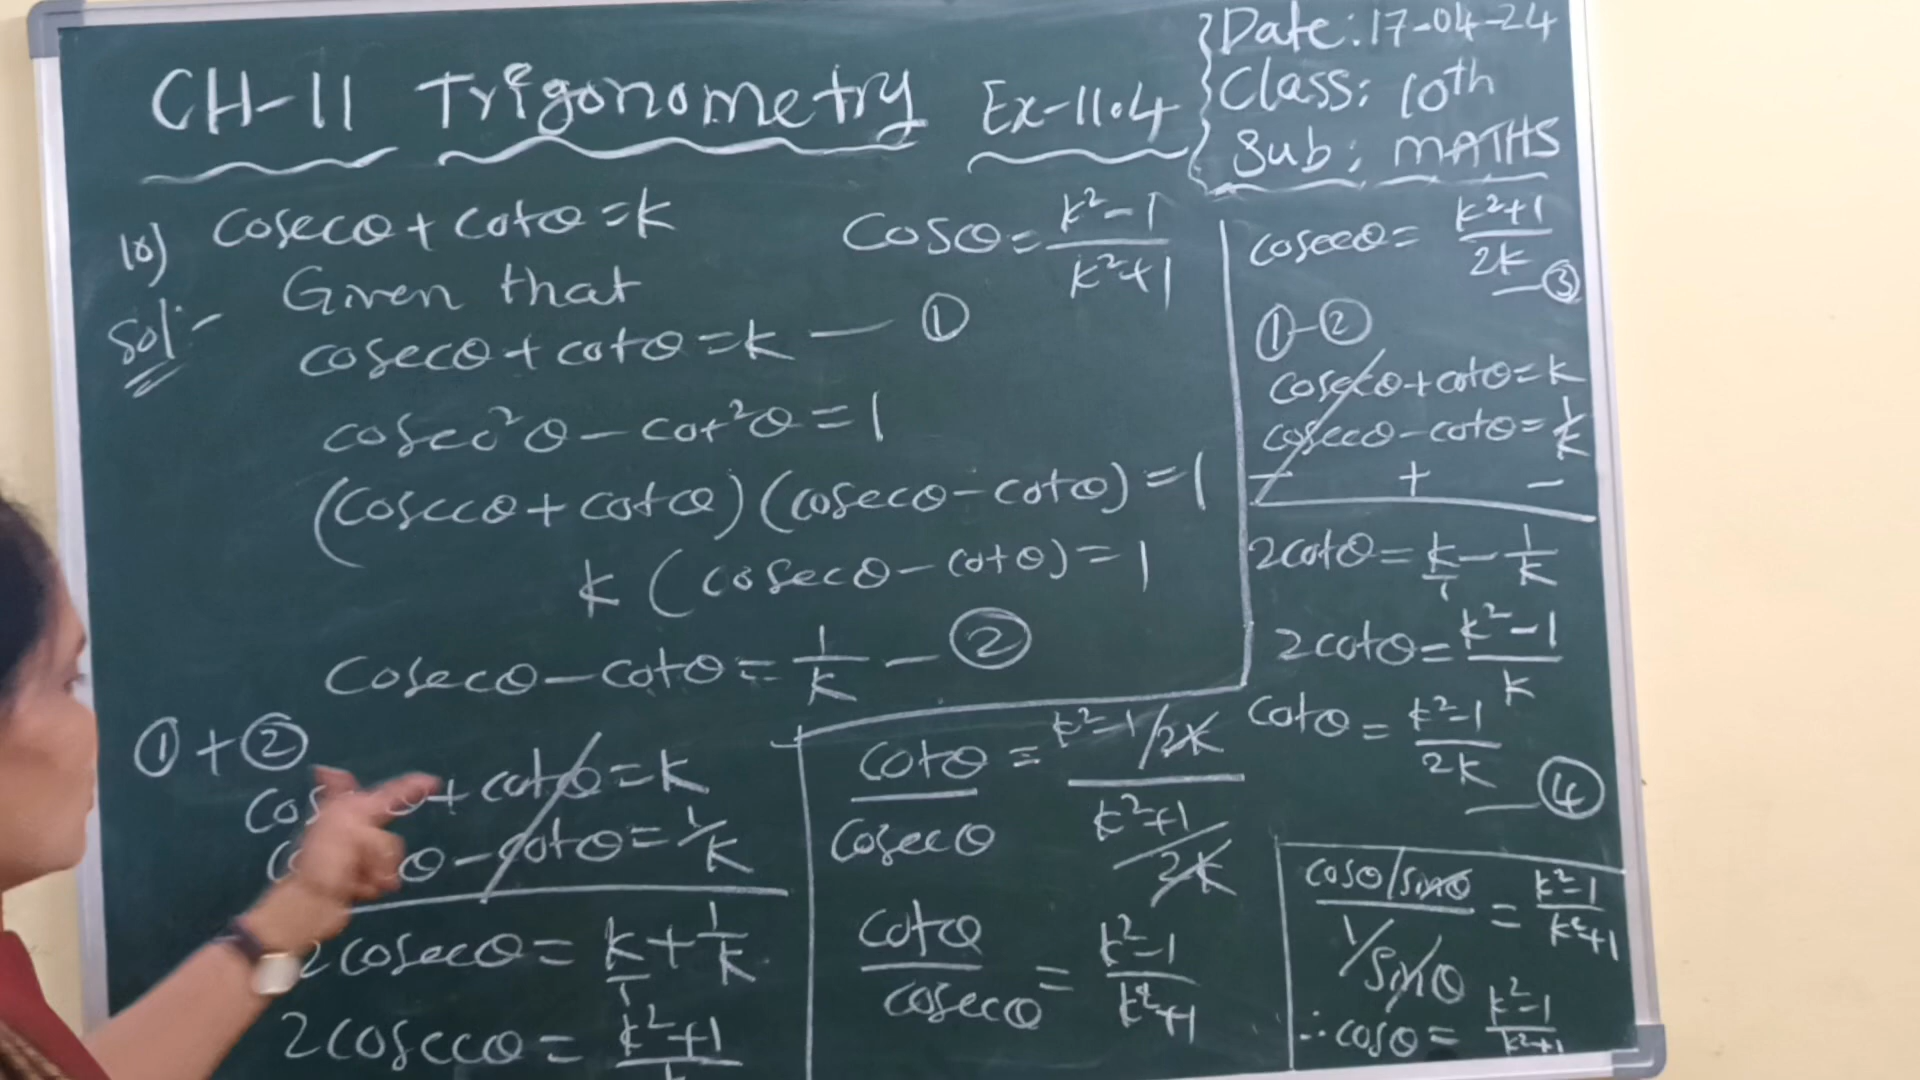 CH-11 Trigonometry Ex-11.4
Date: 17-04-24
Class: 10th
Sub: MATHS
10) cosecθ + cotθ = k cosθ = k²-1/k²+1
Sol:- Given that
cosecθ + cotθ = k — ①
cosec²θ - cot²θ = 1
(cosecθ + cotθ)(cosecθ - cotθ) = 1
k(cosecθ - cotθ) = 1
cosecθ - cotθ = 1/k — ②
① + ②
+ cotθ = k
θ - cotθ = 1/k
2cosecθ = k/1 + 1/k
2cosecθ = k²+1/k
cosecθ = k²+1/2k — ③
① - ②
cosecθ + cotθ = k
cosecθ - cotθ = 1/k
- + -
2cotθ = k/1 - 1/k
2cotθ = k²-1/k
cotθ = k²-1/2k — ④
cotθ/cosecθ = k²-1/2k / k²+1/2k
cotθ/cosecθ = k²-1/k²+1
cosθ/sinθ / 1/sinθ = k²-1/k²+1
∴ cosθ = k²-1/k²+1